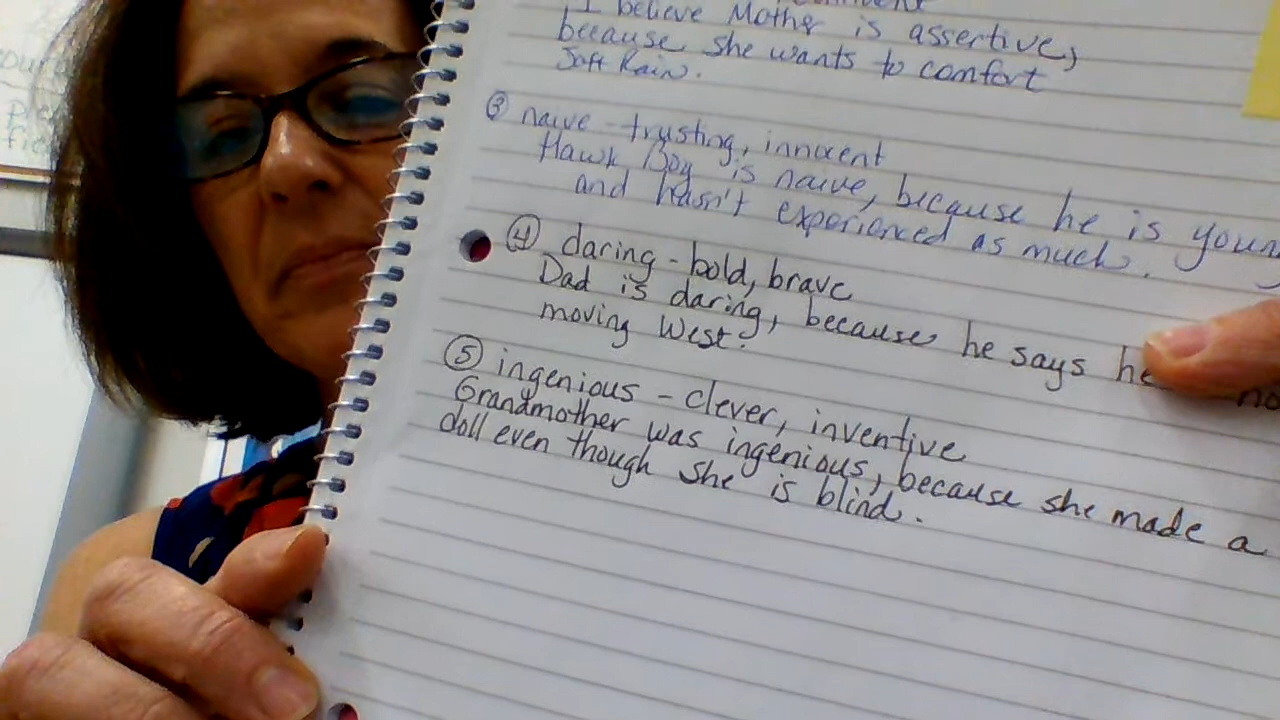 I believe Mother is assertive,
because she wants to comfort
Soft Rain.
③ naive - trusting, innocent
Hawk Boy is naive, because he is young
and hasn't experienced as much.
④ daring - bold, brave
Dad is daring, because he says he
moving West.
⑤ ingenious - clever, inventive
Grandmother was ingenious, because she made a
doll even though she is blind.